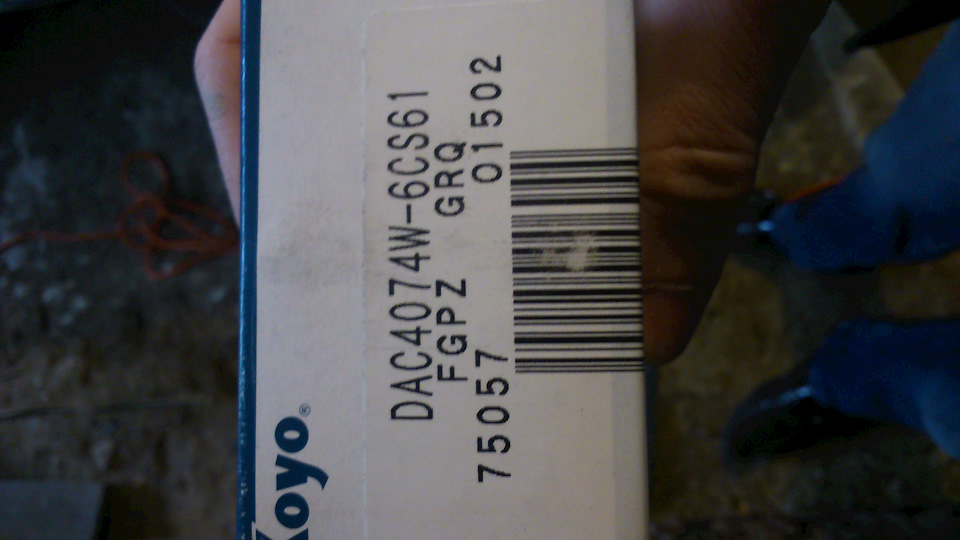 Koyo®
DAC4074W-6CS61
FGPZ GRQ
75057 01502